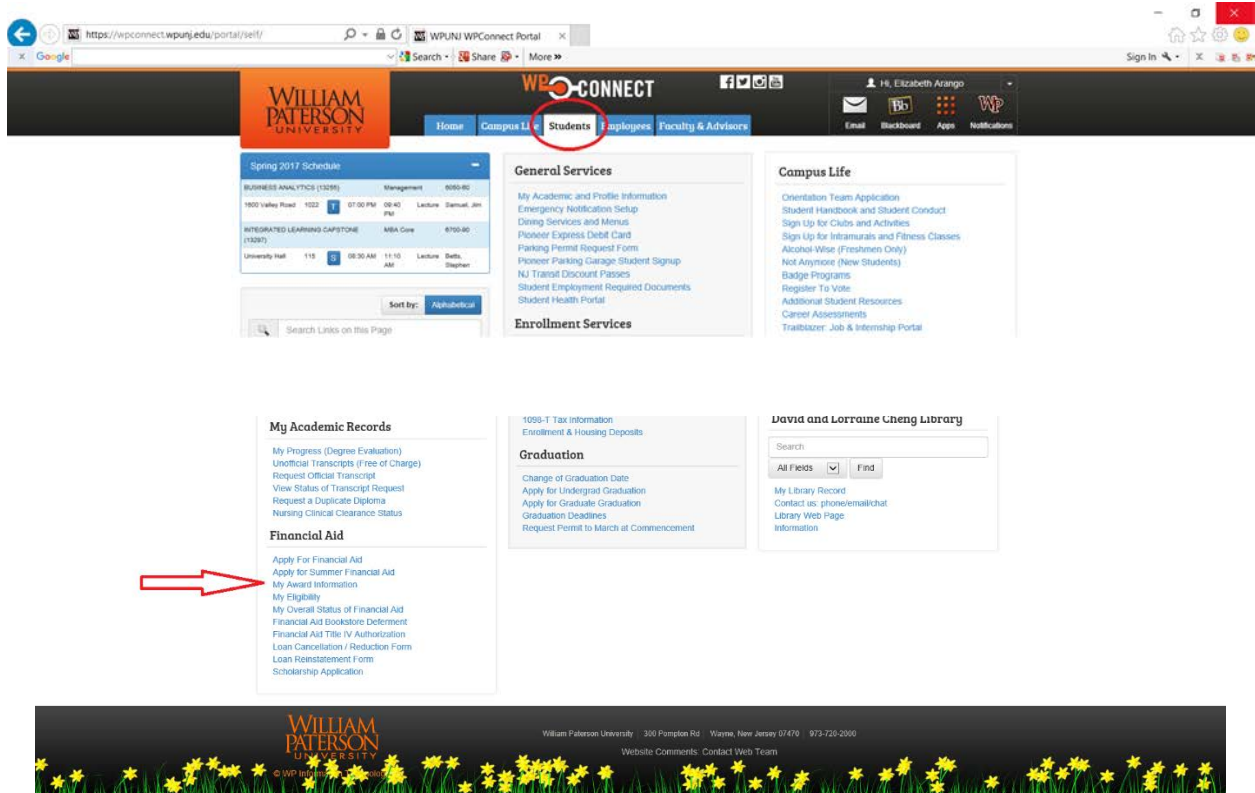 https://wpconnect.wpunj.edu/portal/self/
WPUNJ WPConnect Portal
x Google
Search
Share
More »
Sign In
WILLIAM
PATERSON
UNIVERSITY
WP CONNECT
Hi, Elizabeth Arango
Home Campus Life Students Employees Faculty & Advisors
Email Blackboard Apps Notifications
Spring 2017 Schedule
BUSINESS ANALYTICS (13255) Management 6050-80
1600 Valley Road 1022 T 07:00 PM 09:40 PM Lecture Samuel, Jim
INTEGRATED LEARNING CAPSTONE (13297) MBA Core 6700-80
University Hall 115 S 08:30 AM 11:10 AM Lecture Betts, Stephen
Sort by: Alphabetical
Search Links on this Page
General Services
My Academic and Profile Information
Emergency Notification Setup
Dining Services and Menus
Pioneer Express Debit Card
Parking Permit Request Form
Pioneer Parking Garage Student Signup
NJ Transit Discount Passes
Student Employment Required Documents
Student Health Portal
Enrollment Services
Campus Life
Orientation Team Application
Student Handbook and Student Conduct
Sign Up for Clubs and Activities
Sign Up for Intramurals and Fitness Classes
Alcohol-Wise (Freshmen Only)
Not Anymore (New Students)
Badge Programs
Register To Vote
Additional Student Resources
Career Assessments
Trailblazer: Job & Internship Portal
My Academic Records
My Progress (Degree Evaluation)
Unofficial Transcripts (Free of Charge)
Request Official Transcript
View Status of Transcript Request
Request a Duplicate Diploma
Nursing Clinical Clearance Status
Financial Aid
Apply For Financial Aid
Apply for Summer Financial Aid
My Award Information
My Eligibility
My Overall Status of Financial Aid
Financial Aid Bookstore Deferment
Financial Aid Title IV Authorization
Loan Cancellation / Reduction Form
Loan Reinstatement Form
Scholarship Application
1098-T Tax Information
Enrollment & Housing Deposits
Graduation
Change of Graduation Date
Apply for Undergrad Graduation
Apply for Graduate Graduation
Graduation Deadlines
Request Permit to March at Commencement
David and Lorraine Cheng Library
Search
All Fields Find
My Library Record
Contact us: phone/email/chat
Library Web Page
Information
WILLIAM
PATERSON
UNIVERSITY
© WP
William Paterson University 300 Pompton Rd Wayne, New Jersey 07470 973-720-2000
Website Comments Contact Web Team